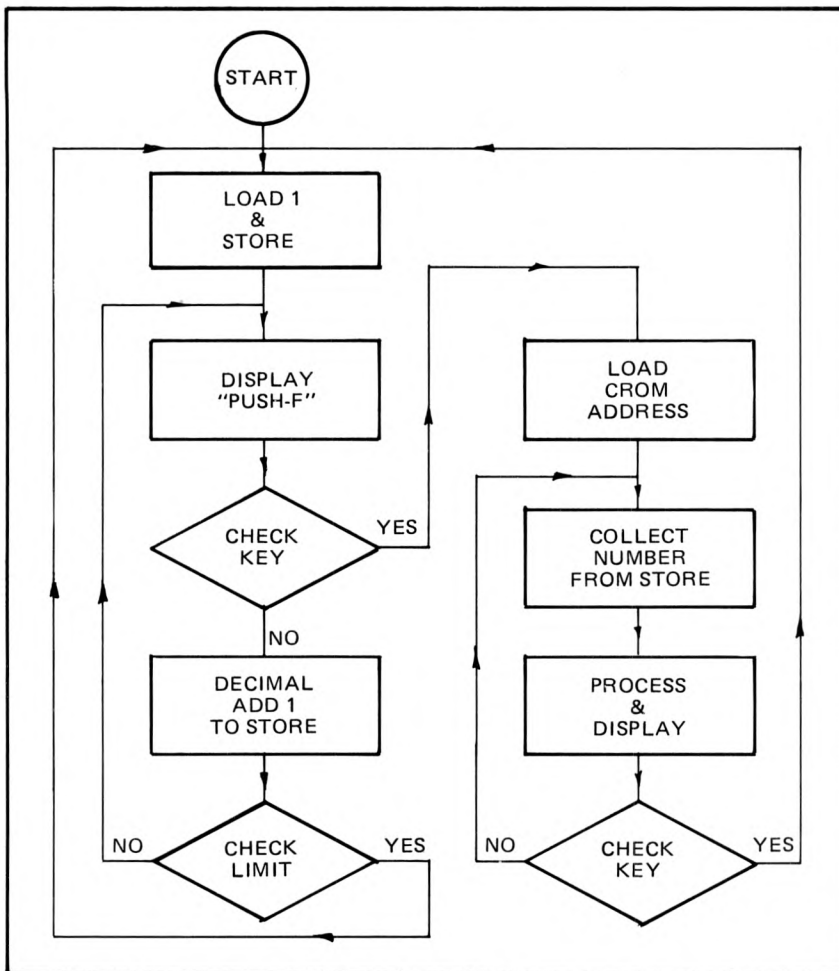 START
LOAD 1
&
STORE
DISPLAY
"PUSH-F"
CHECK
KEY
YES
NO
DECIMAL
ADD 1
TO STORE
NO
CHECK
LIMIT
YES
LOAD
CROM
ADDRESS
COLLECT
NUMBER
FROM STORE
PROCESS
&
DISPLAY
NO
CHECK
KEY
YES